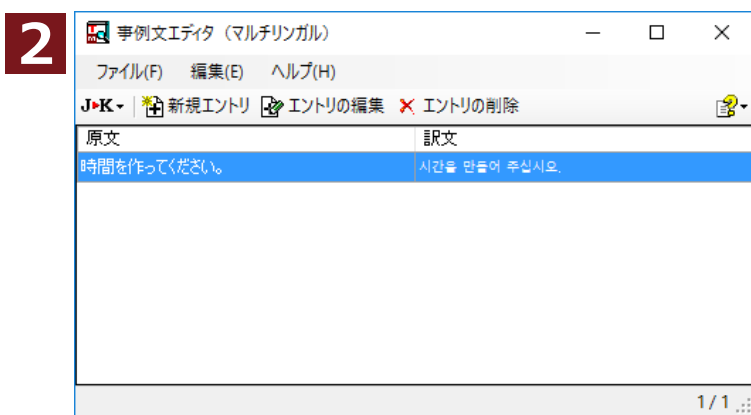 2
事例文エディタ（マルチリンガル）
ファイル(F) 編集(E) ヘルプ(H)
J▶K 新規エントリ エントリの編集 エントリの削除
原文 訳文
時間を作ってください。 시간을 만들어 주십시오.
1/1